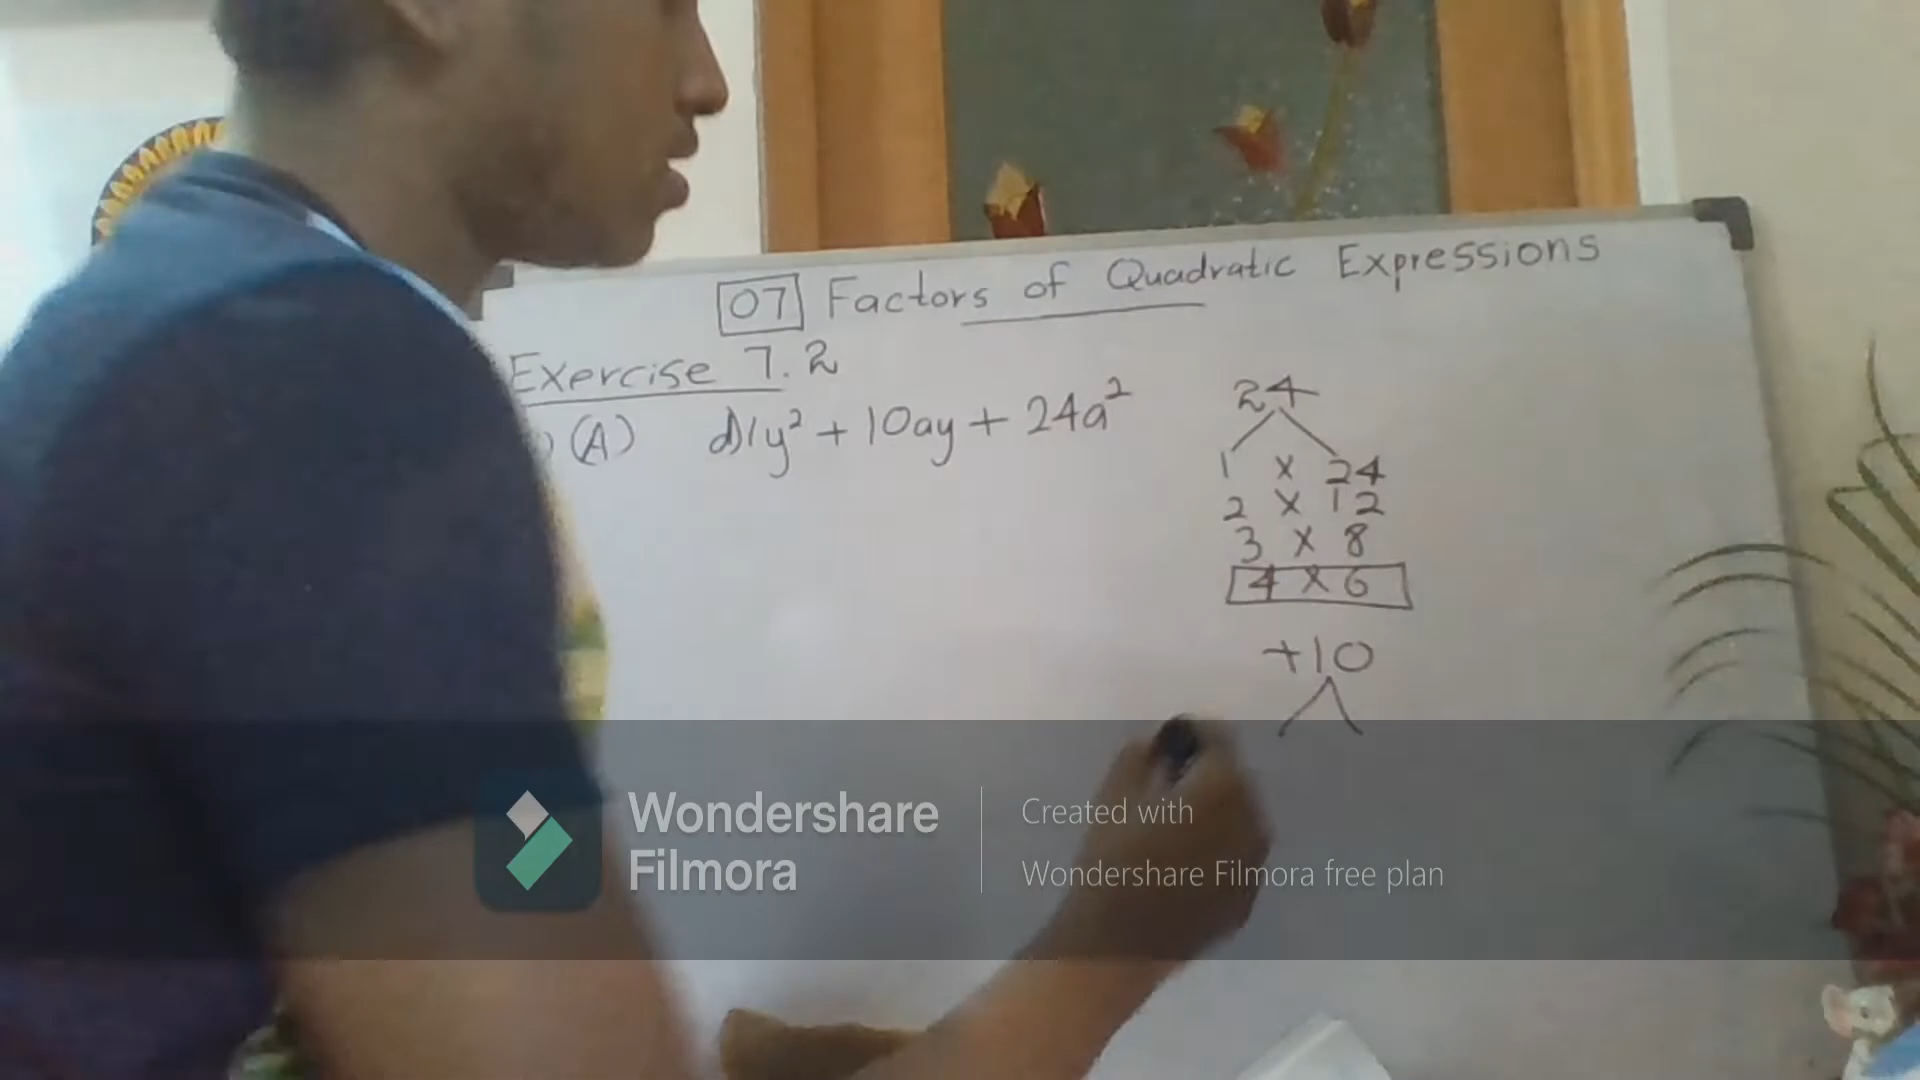 07 Factors of Quadratic Expressions
Exercise 7.2
) (A) d) 1y² + 10ay + 24a²
24
1 x 24
2 x 12
3 x 8
4 x 6
+10
Wondershare Filmora
Created with
Wondershare Filmora free plan